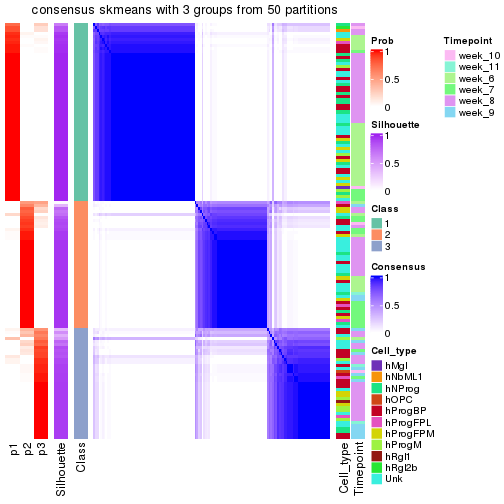 consensus skmeans with 3 groups from 50 partitions
Prob
1
0.5
0
Silhouette
1
0.5
0
Class
1
2
3
Consensus
1
0.5
0
Cell_type
hMgl
hNbML1
hNProg
hOPC
hProgBP
hProgFPL
hProgFPM
hProgM
hRgl1
hRgl2b
Unk
Timepoint
week_10
week_11
week_6
week_7
week_8
week_9
p1
p2
p3
Silhouette
Class
Cell_type
Timepoint